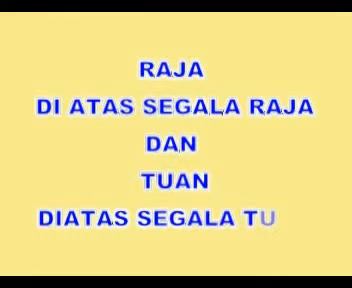 RAJA
DI ATAS SEGALA RAJA
DAN
TUAN
DIATAS SEGALA TU